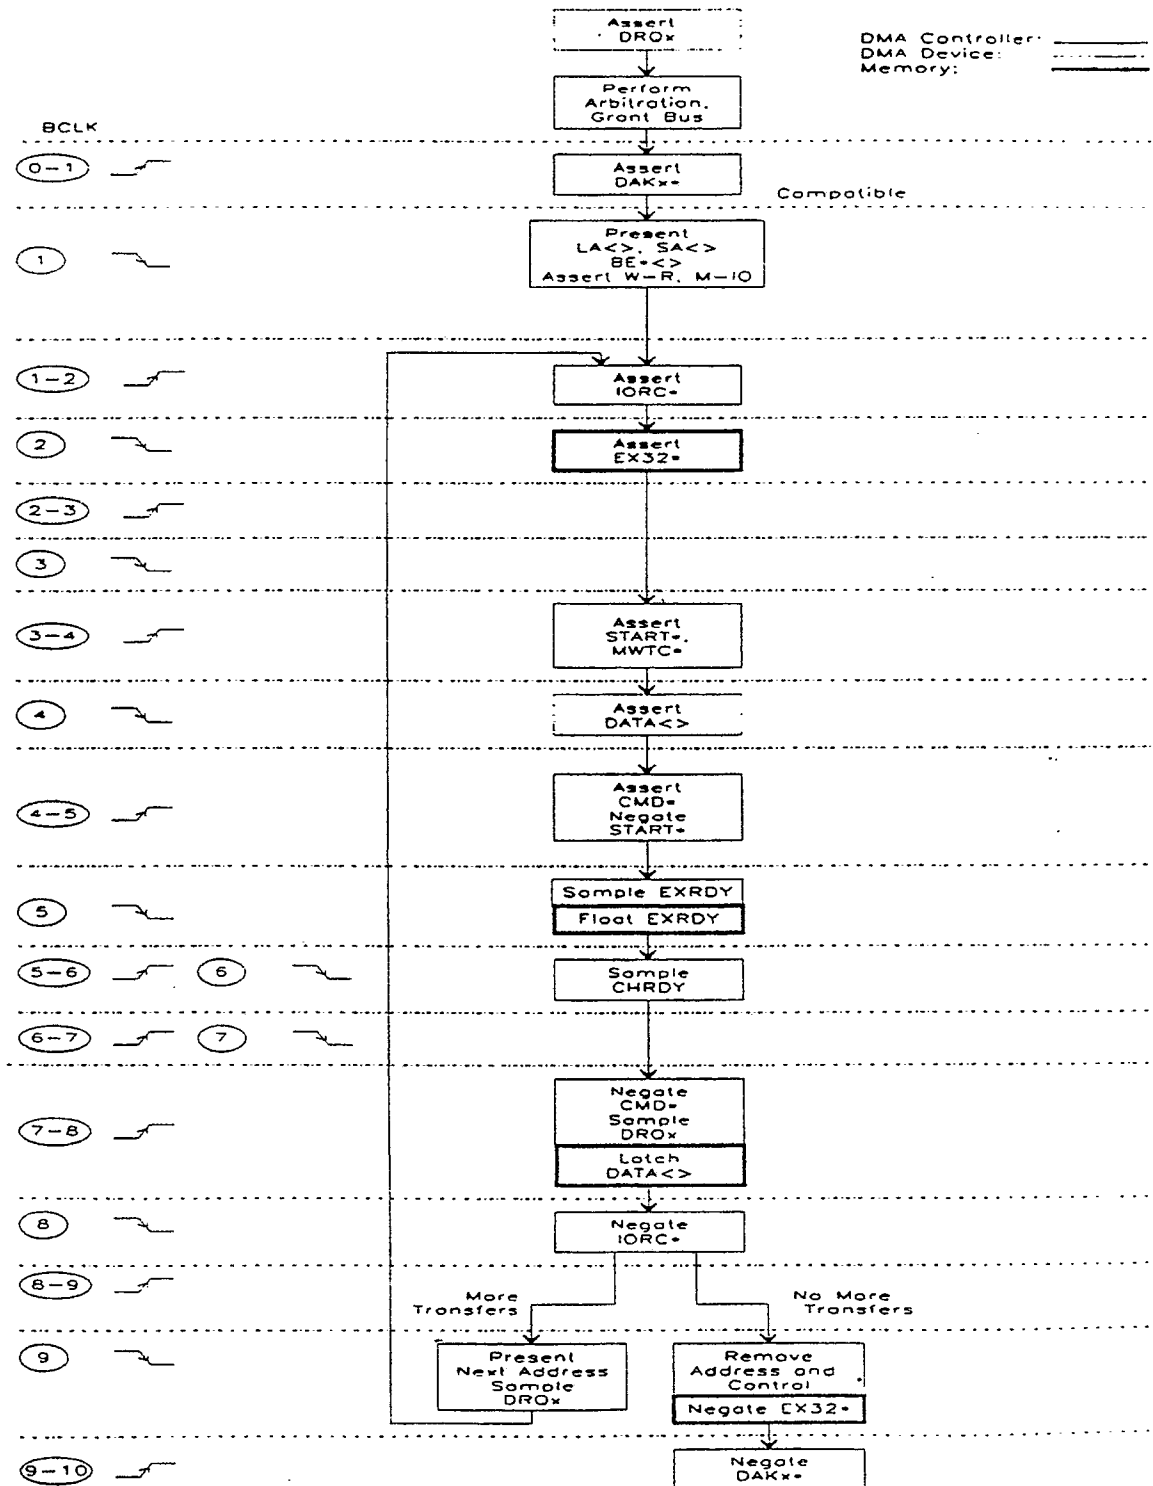 Assert
DRQx
DMA Controller:
DMA Device:
Memory:
Perform
Arbitration,
Grant Bus
BCLK
0-1
Assert
DAKx*
Compatible
1
Present
LA<>, SA<>
BE*<>
Assert W-R, M-IO
1-2
Assert
IORC*
2
Assert
EX32*
2-3
3
3-4
Assert
START*,
MWTC*
4
Assert
DATA<>
4-5
Assert
CMD*
Negate
START*
5
Sample EXRDY
Float EXRDY
5-6
6
Sample
CHRDY
6-7
7
7-8
Negate
CMD*
Sample
DRQx
Latch
DATA<>
8
Negate
IORC*
8-9
More
Transfers
No More
Transfers
9
Present
Next Address
Sample
DRQx
Remove
Address and
Control
Negate EX32*
9-10
Negate
DAKx*